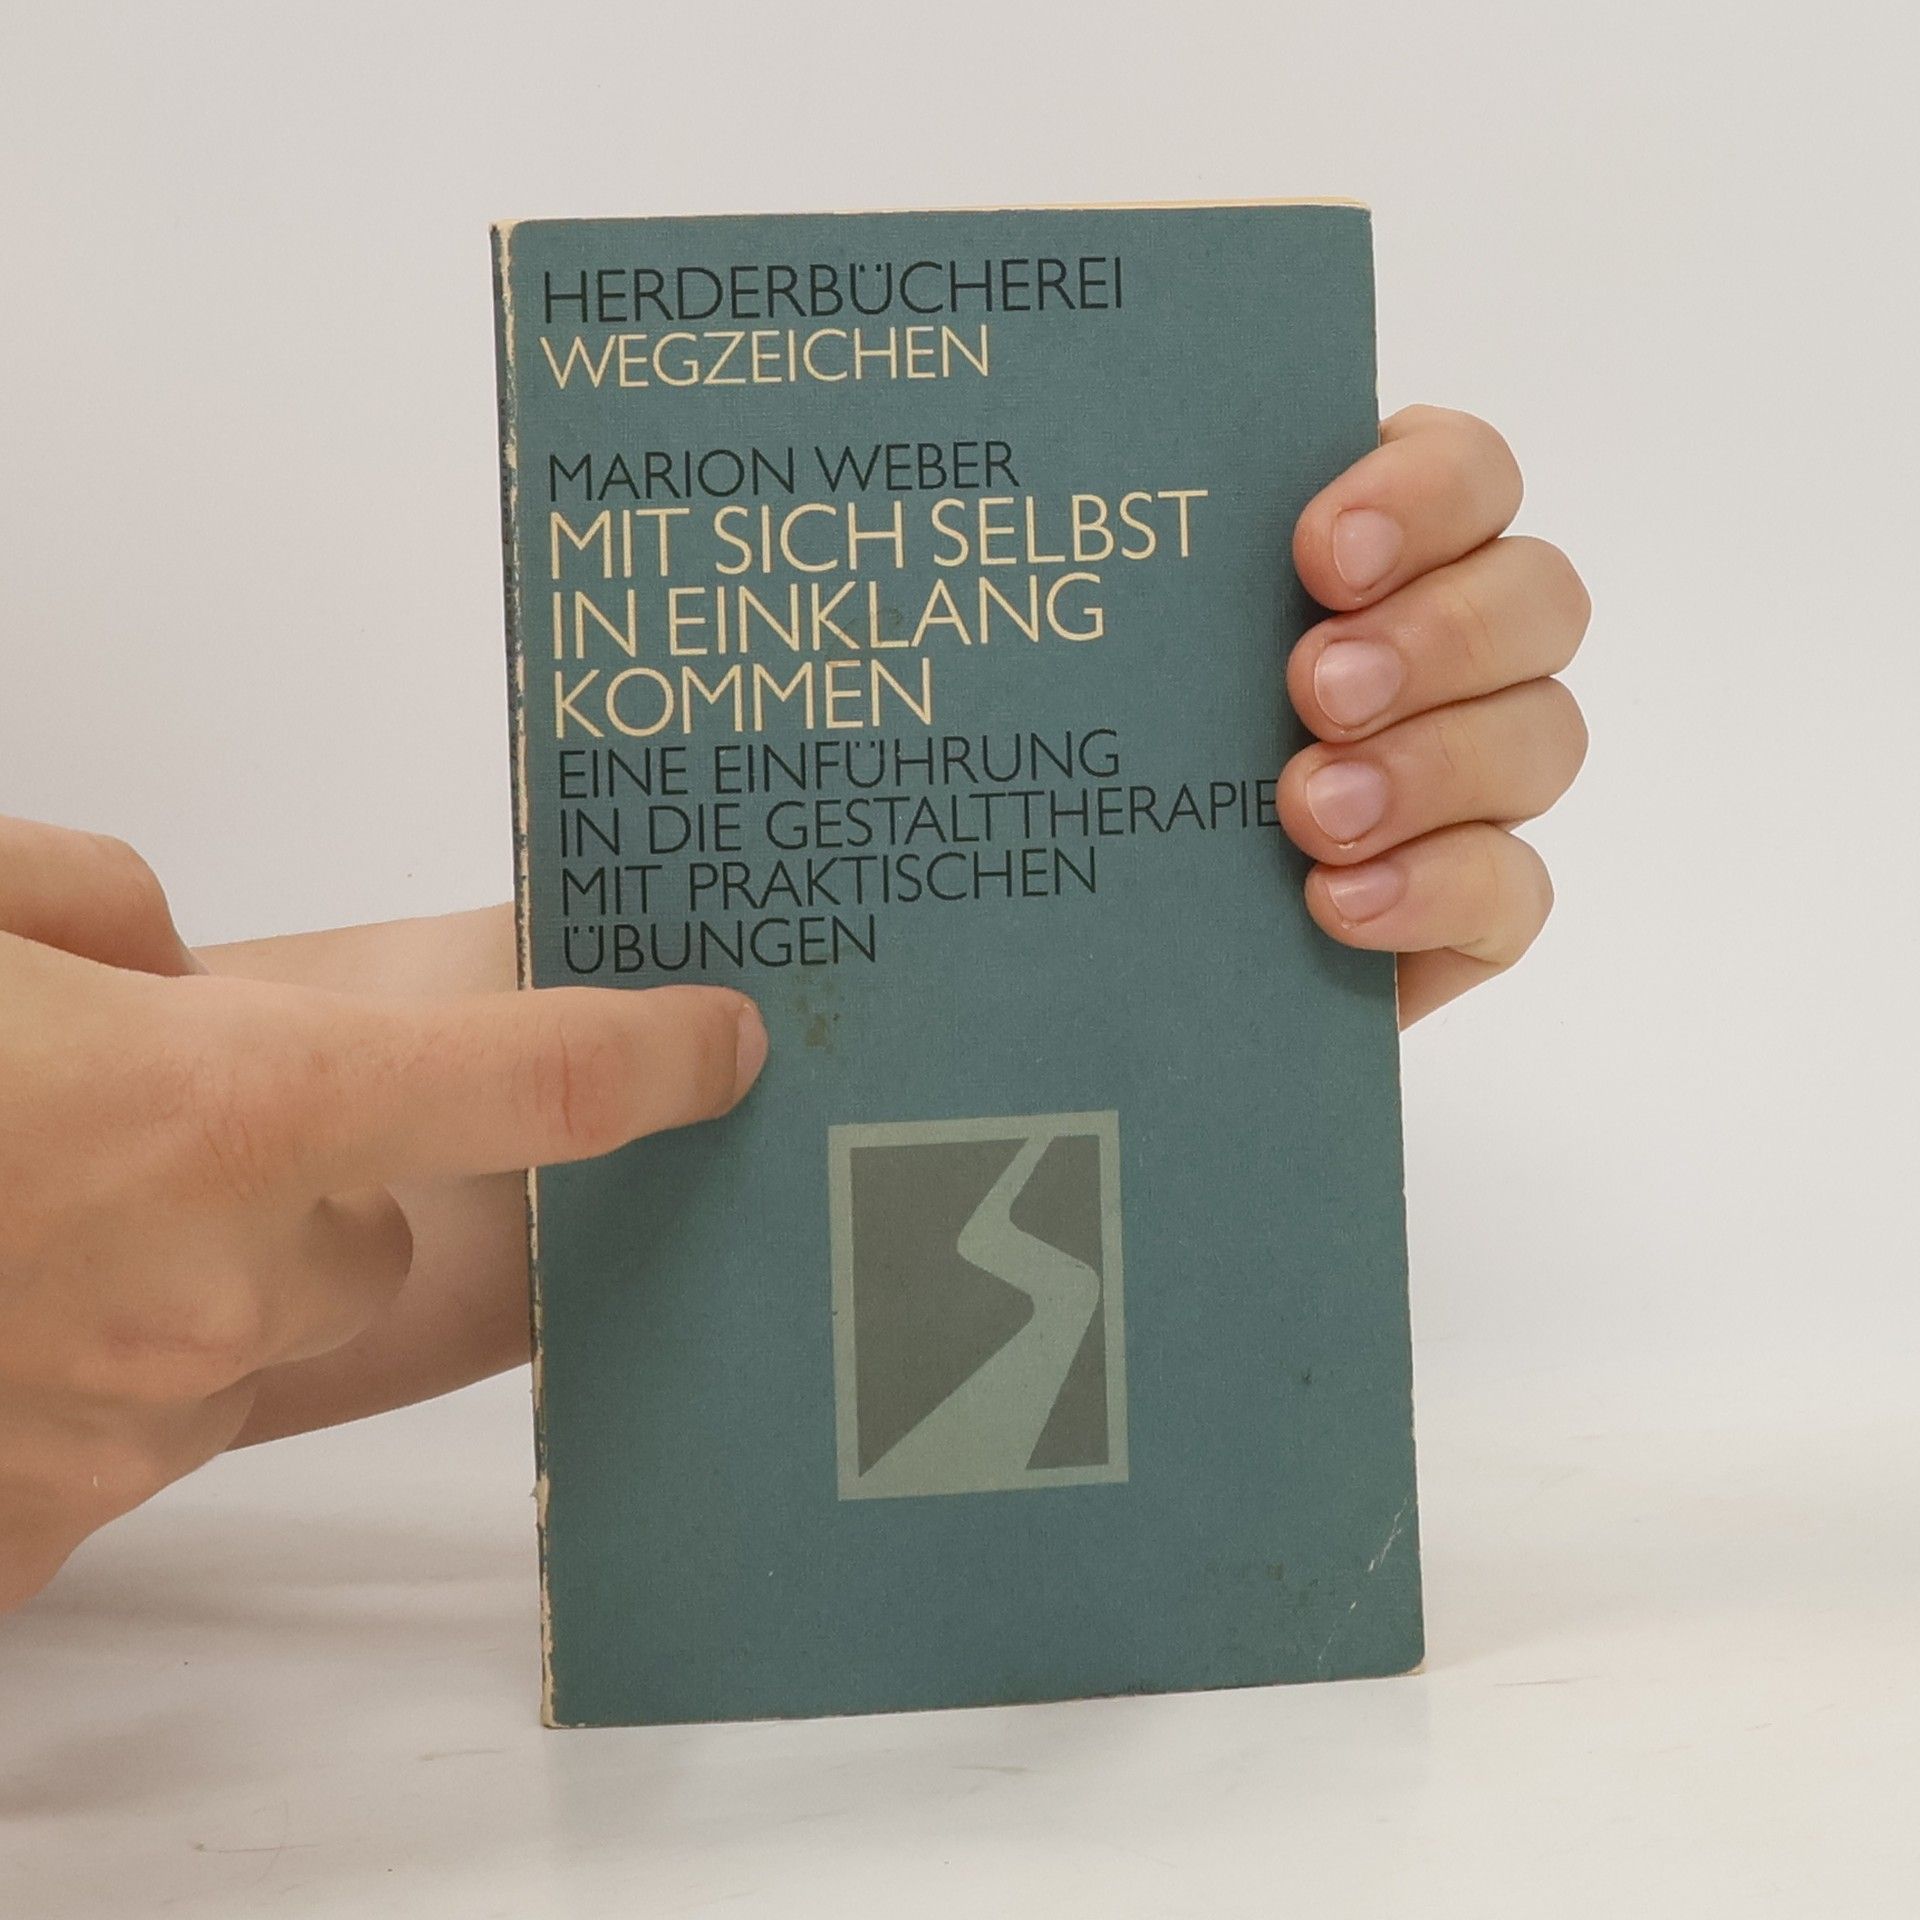 HERDERBÜCHEREI
WEGZEICHEN
MARION WEBER
MIT SICH SELBST
IN EINKLANG
KOMMEN
EINE EINFÜHRUNG
IN DIE GESTALTTHERAPIE
MIT PRAKTISCHEN
ÜBUNGEN